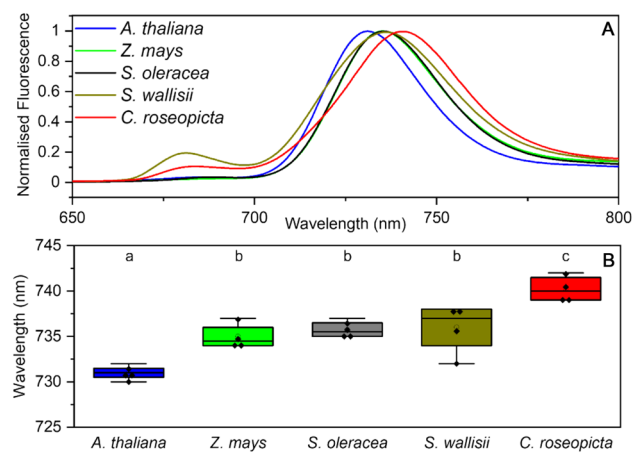 A
A. thaliana
Z. mays
S. oleracea
S. wallisii
C. roseopicta
Normalised Fluorescence
1
0.8
0.6
0.4
0.2
0
650 700 750 800
Wavelength (nm)
B
a b b b c
Wavelength (nm)
745
740
735
730
725
A. thaliana Z. mays S. oleracea S. wallisii C. roseopicta